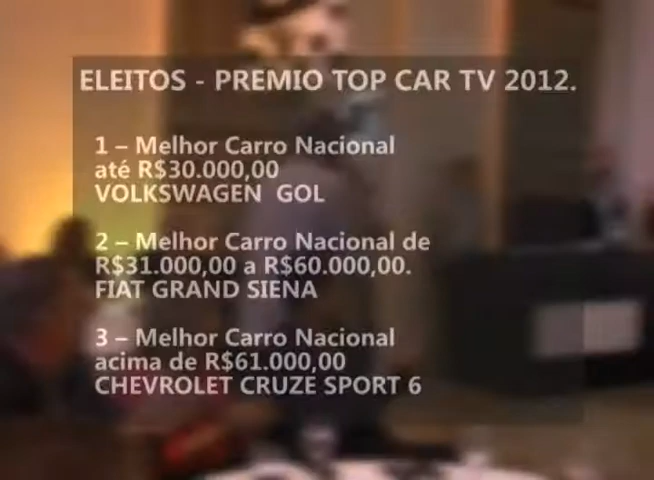 ELEITOS - PREMIO TOP CAR TV 2012.
1 – Melhor Carro Nacional
até R$30.000,00
VOLKSWAGEN GOL
2 – Melhor Carro Nacional de
R$31.000,00 a R$60.000,00.
FIAT GRAND SIENA
3 – Melhor Carro Nacional
acima de R$61.000,00
CHEVROLET CRUZE SPORT 6